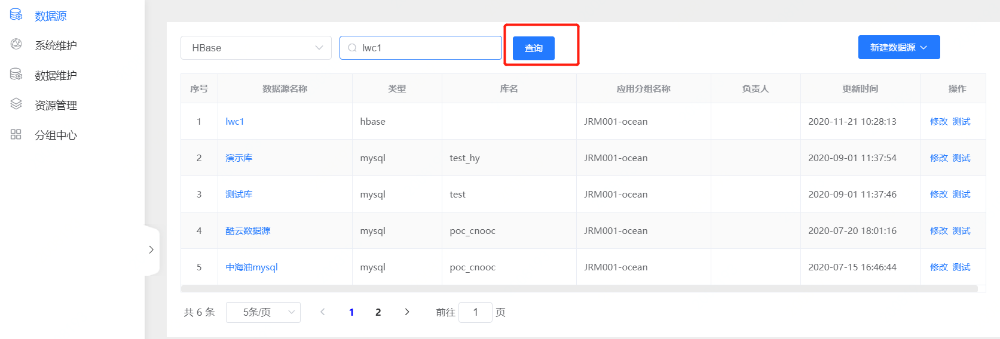 数据源
系统维护
数据维护
资源管理
分组中心
HBase lwc1 查询 新建数据源
序号 数据源名称 类型 库名 应用分组名称 负责人 更新时间 操作
1 lwc1 hbase JRM001-ocean 2020-11-21 10:28:13 修改 测试
2 演示库 mysql test_hy JRM001-ocean 2020-09-01 11:37:54 修改 测试
3 测试库 mysql test JRM001-ocean 2020-09-01 11:37:46 修改 测试
4 酷云数据源 mysql poc_cnooc JRM001-ocean 2020-07-20 18:01:16 修改 测试
5 中海油mysql mysql poc_cnooc JRM001-ocean 2020-07-15 16:46:44 修改 测试
共 6 条 5条/页 1 2 前往 1 页